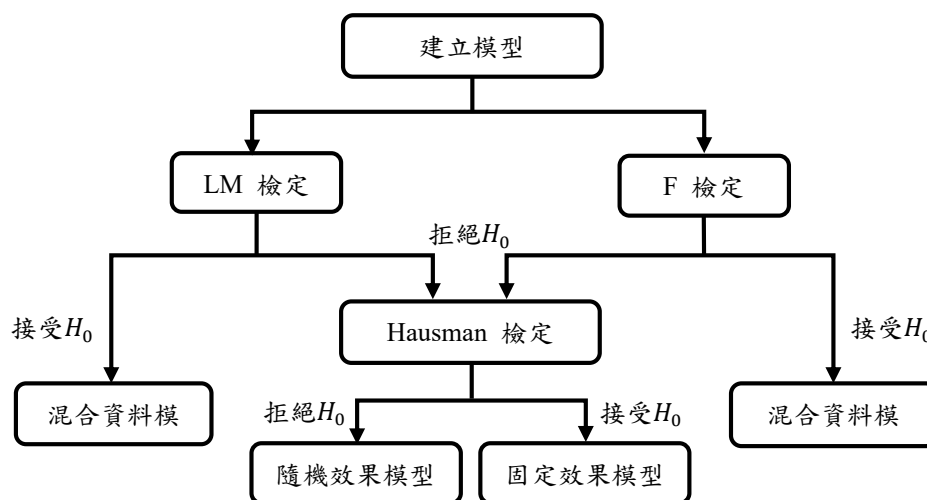 建立模型
LM 檢定
F 檢定
拒絕H₀
接受H₀
Hausman 檢定
接受H₀
混合資料模
拒絕H₀
接受H₀
混合資料模
隨機效果模型
固定效果模型